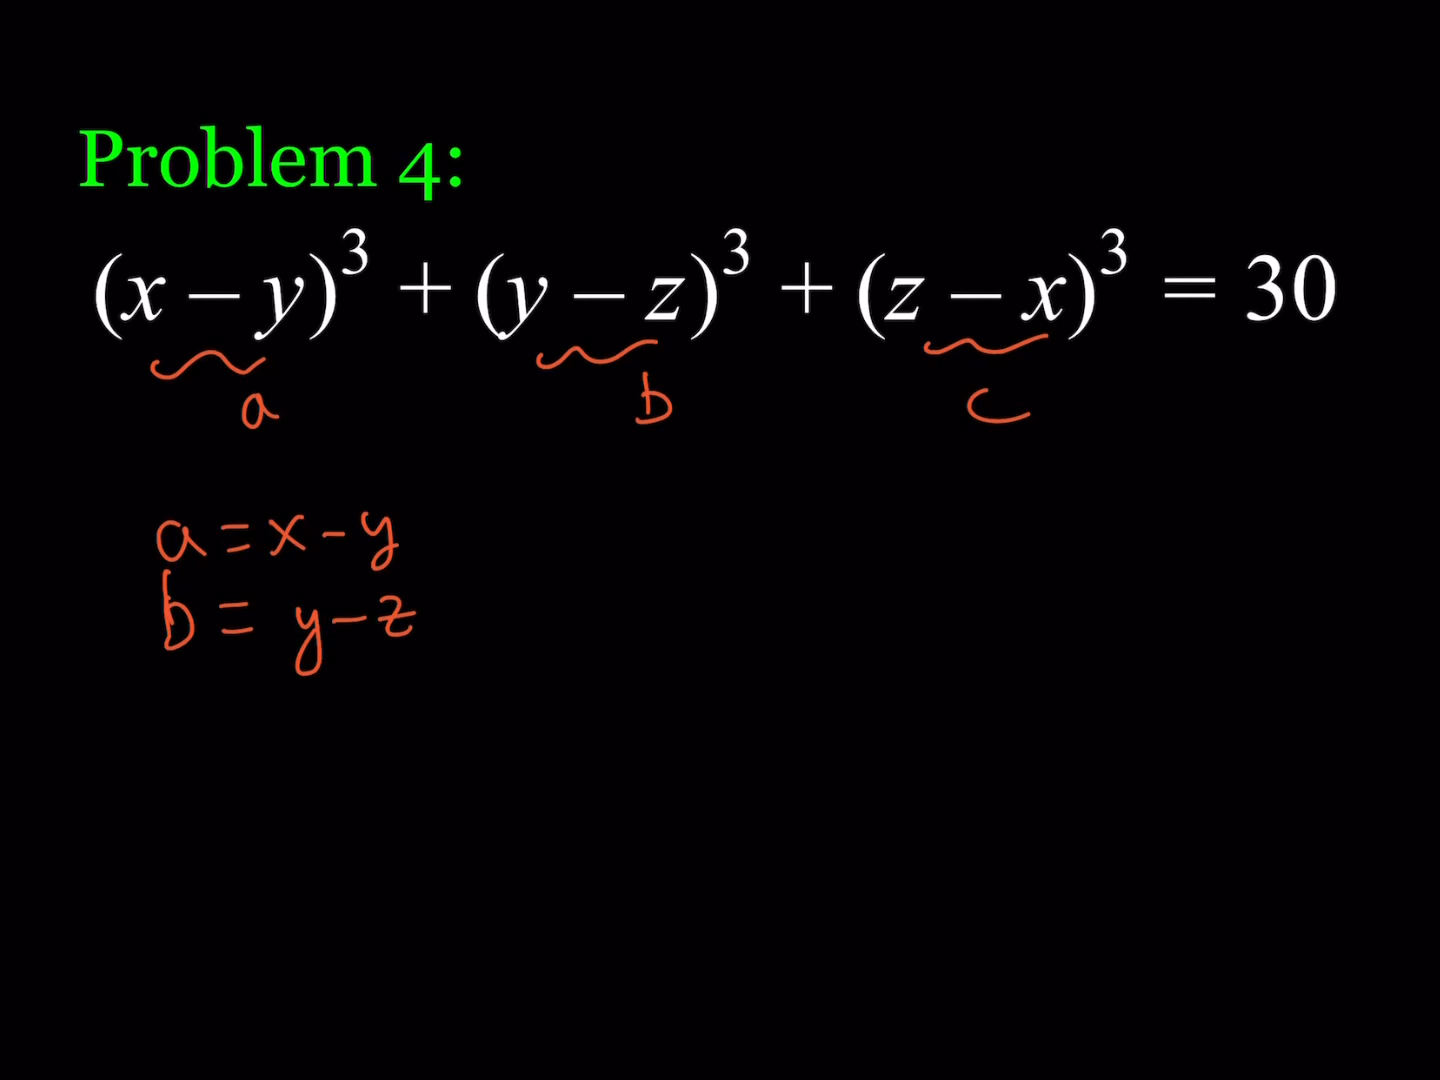 Problem 4:
(x – y)³ + (y – z)³ + (z – x)³ = 30
a b c
a = x - y
b = y - z